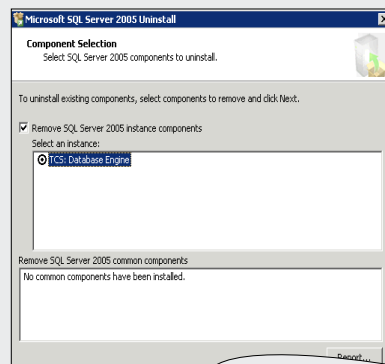 Microsoft SQL Server 2005 Uninstall
Component Selection
Select SQL Server 2005 components to uninstall.
To uninstall existing components, select components to remove and click Next.
Remove SQL Server 2005 instance components
Select an instance:
TCS: Database Engine
Remove SQL Server 2005 common components
No common components have been installed.
Report...